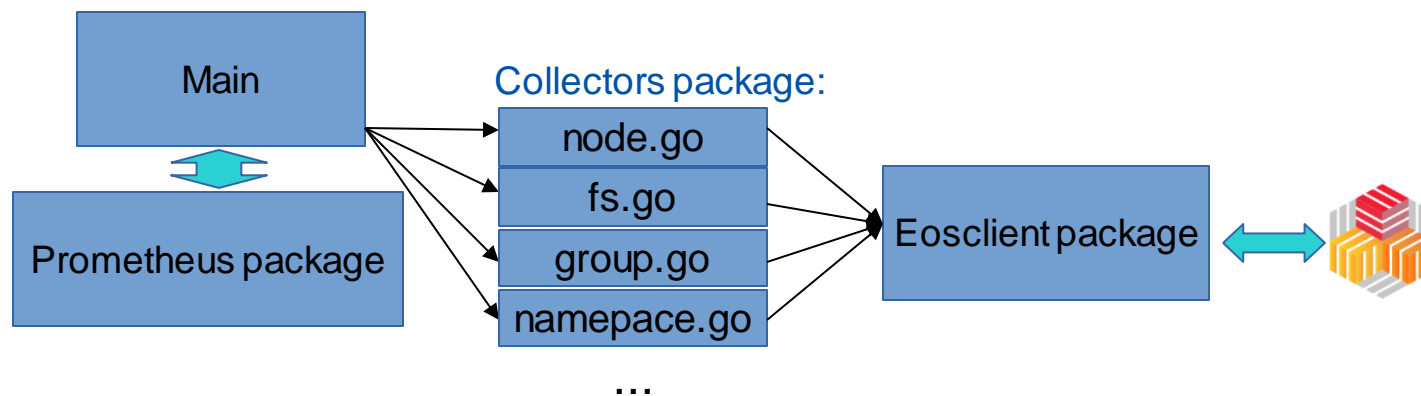 Main
Collectors package:
node.go
fs.go
Prometheus package
group.go
namepace.go
Eosclient package
...